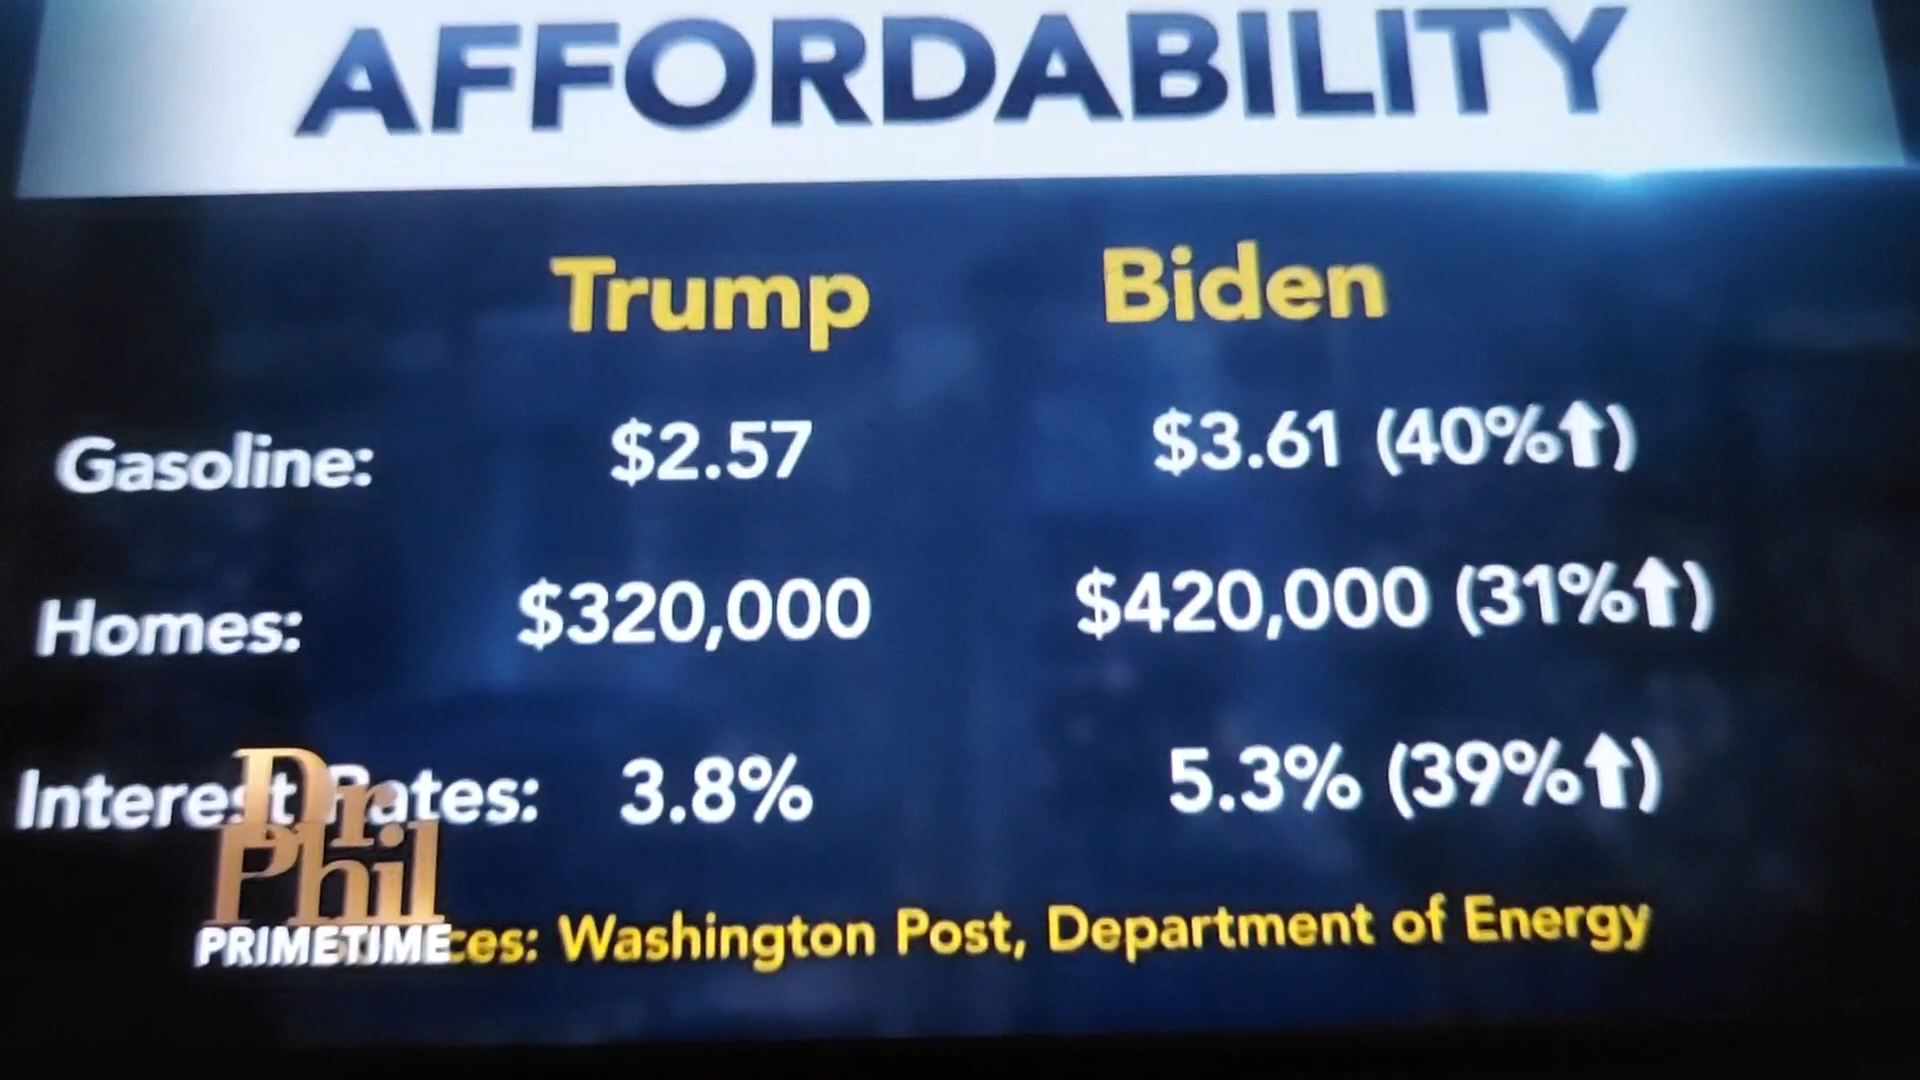 AFFORDABILITY
Trump Biden
Gasoline: $2.57 $3.61 (40%⬆)
Homes: $320,000 $420,000 (31%⬆)
Interest Rates: 3.8% 5.3% (39%⬆)
Dr.
Phil
PRIMETIME
ces: Washington Post, Department of Energy